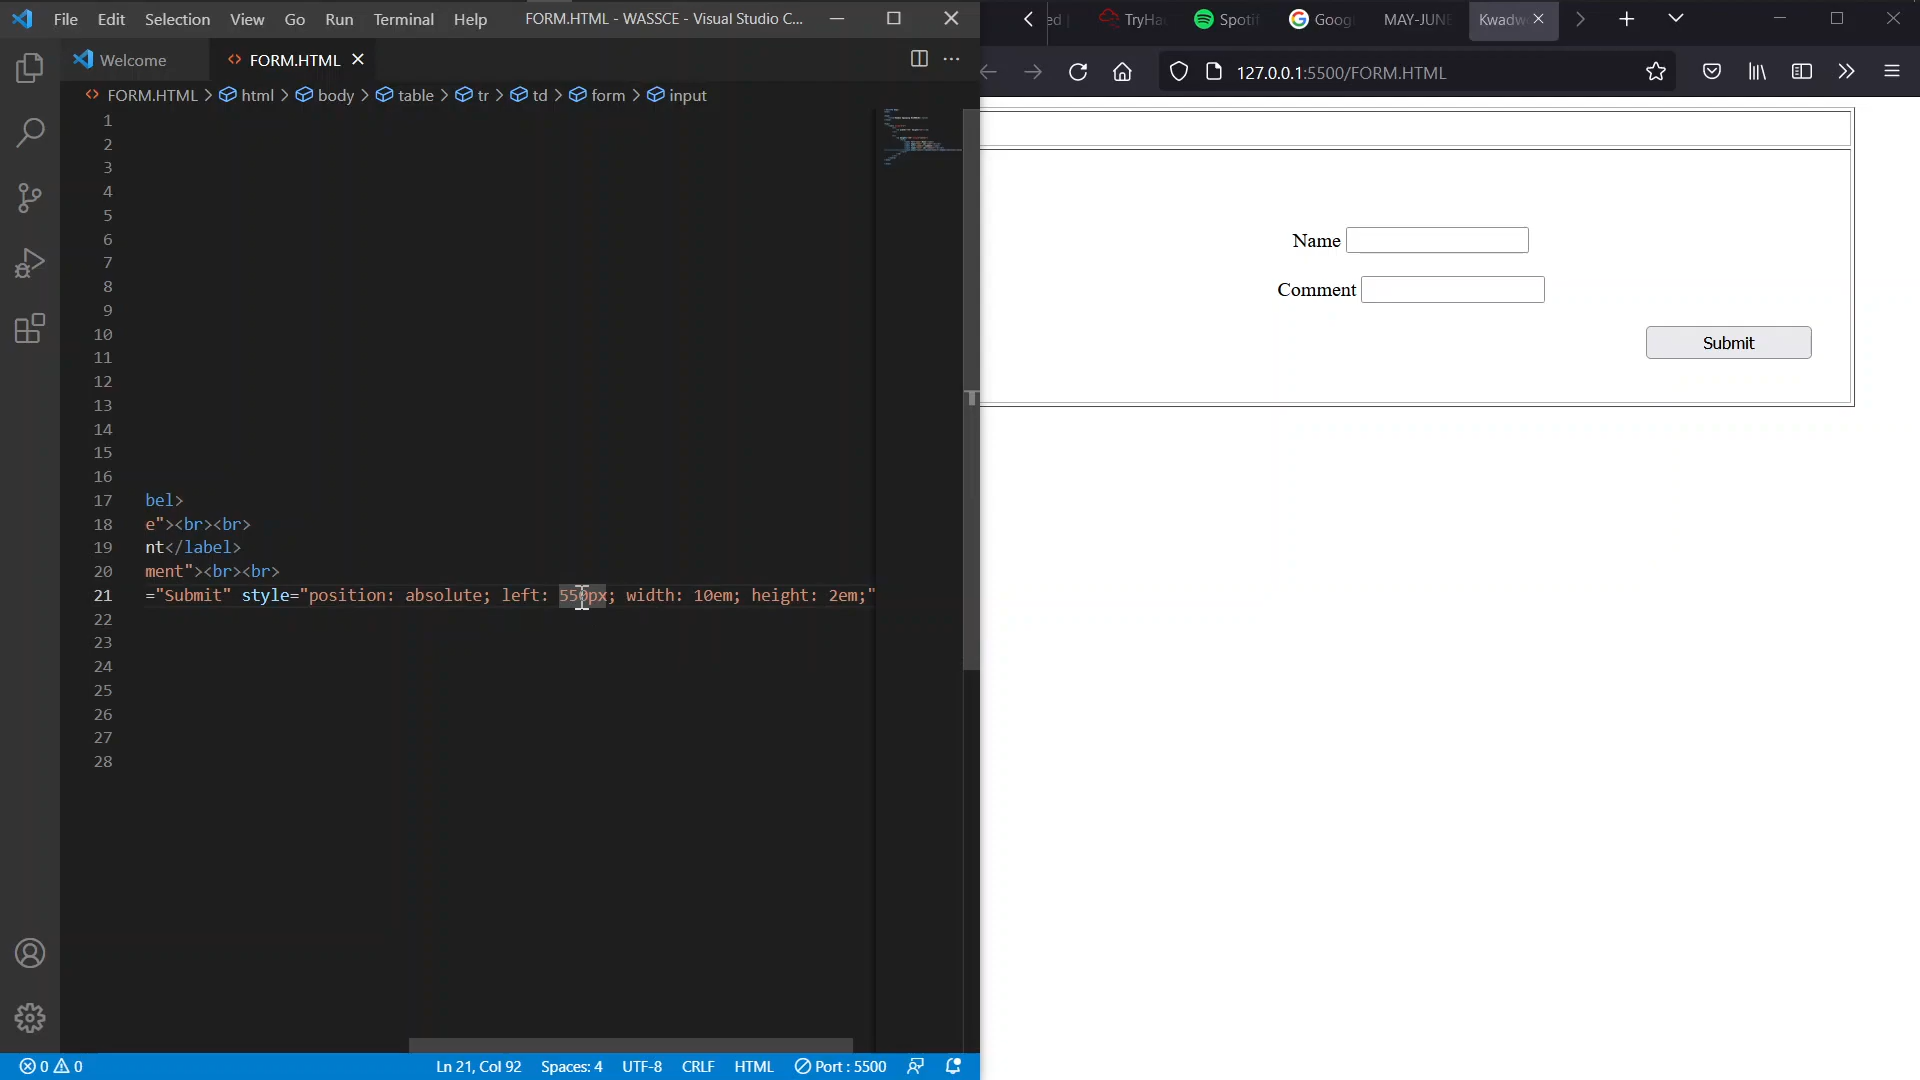 File Edit Selection View Go Run Terminal Help FORM.HTML - WASSCE - Visual Studio C...
Welcome FORM.HTML
FORM.HTML > html > body > table > tr > td > form > input
1
2
3
4
5
6
7
8
9
10
11
12
13
14
15
16
17 bel>
18 e"><br><br>
19 nt</label>
20 ment"><br><br>
21 ="Submit" style="position: absolute; left: 550px; width: 10em; height: 2em;"
22
23
24
25
26
27
28
0 0 Ln 21, Col 92 Spaces: 4 UTF-8 CRLF HTML Port : 5500
ed TryHa Spotif Goog MAY-JUNE Kwadw
127.0.0.1:5500/FORM.HTML
Name
Comment
Submit